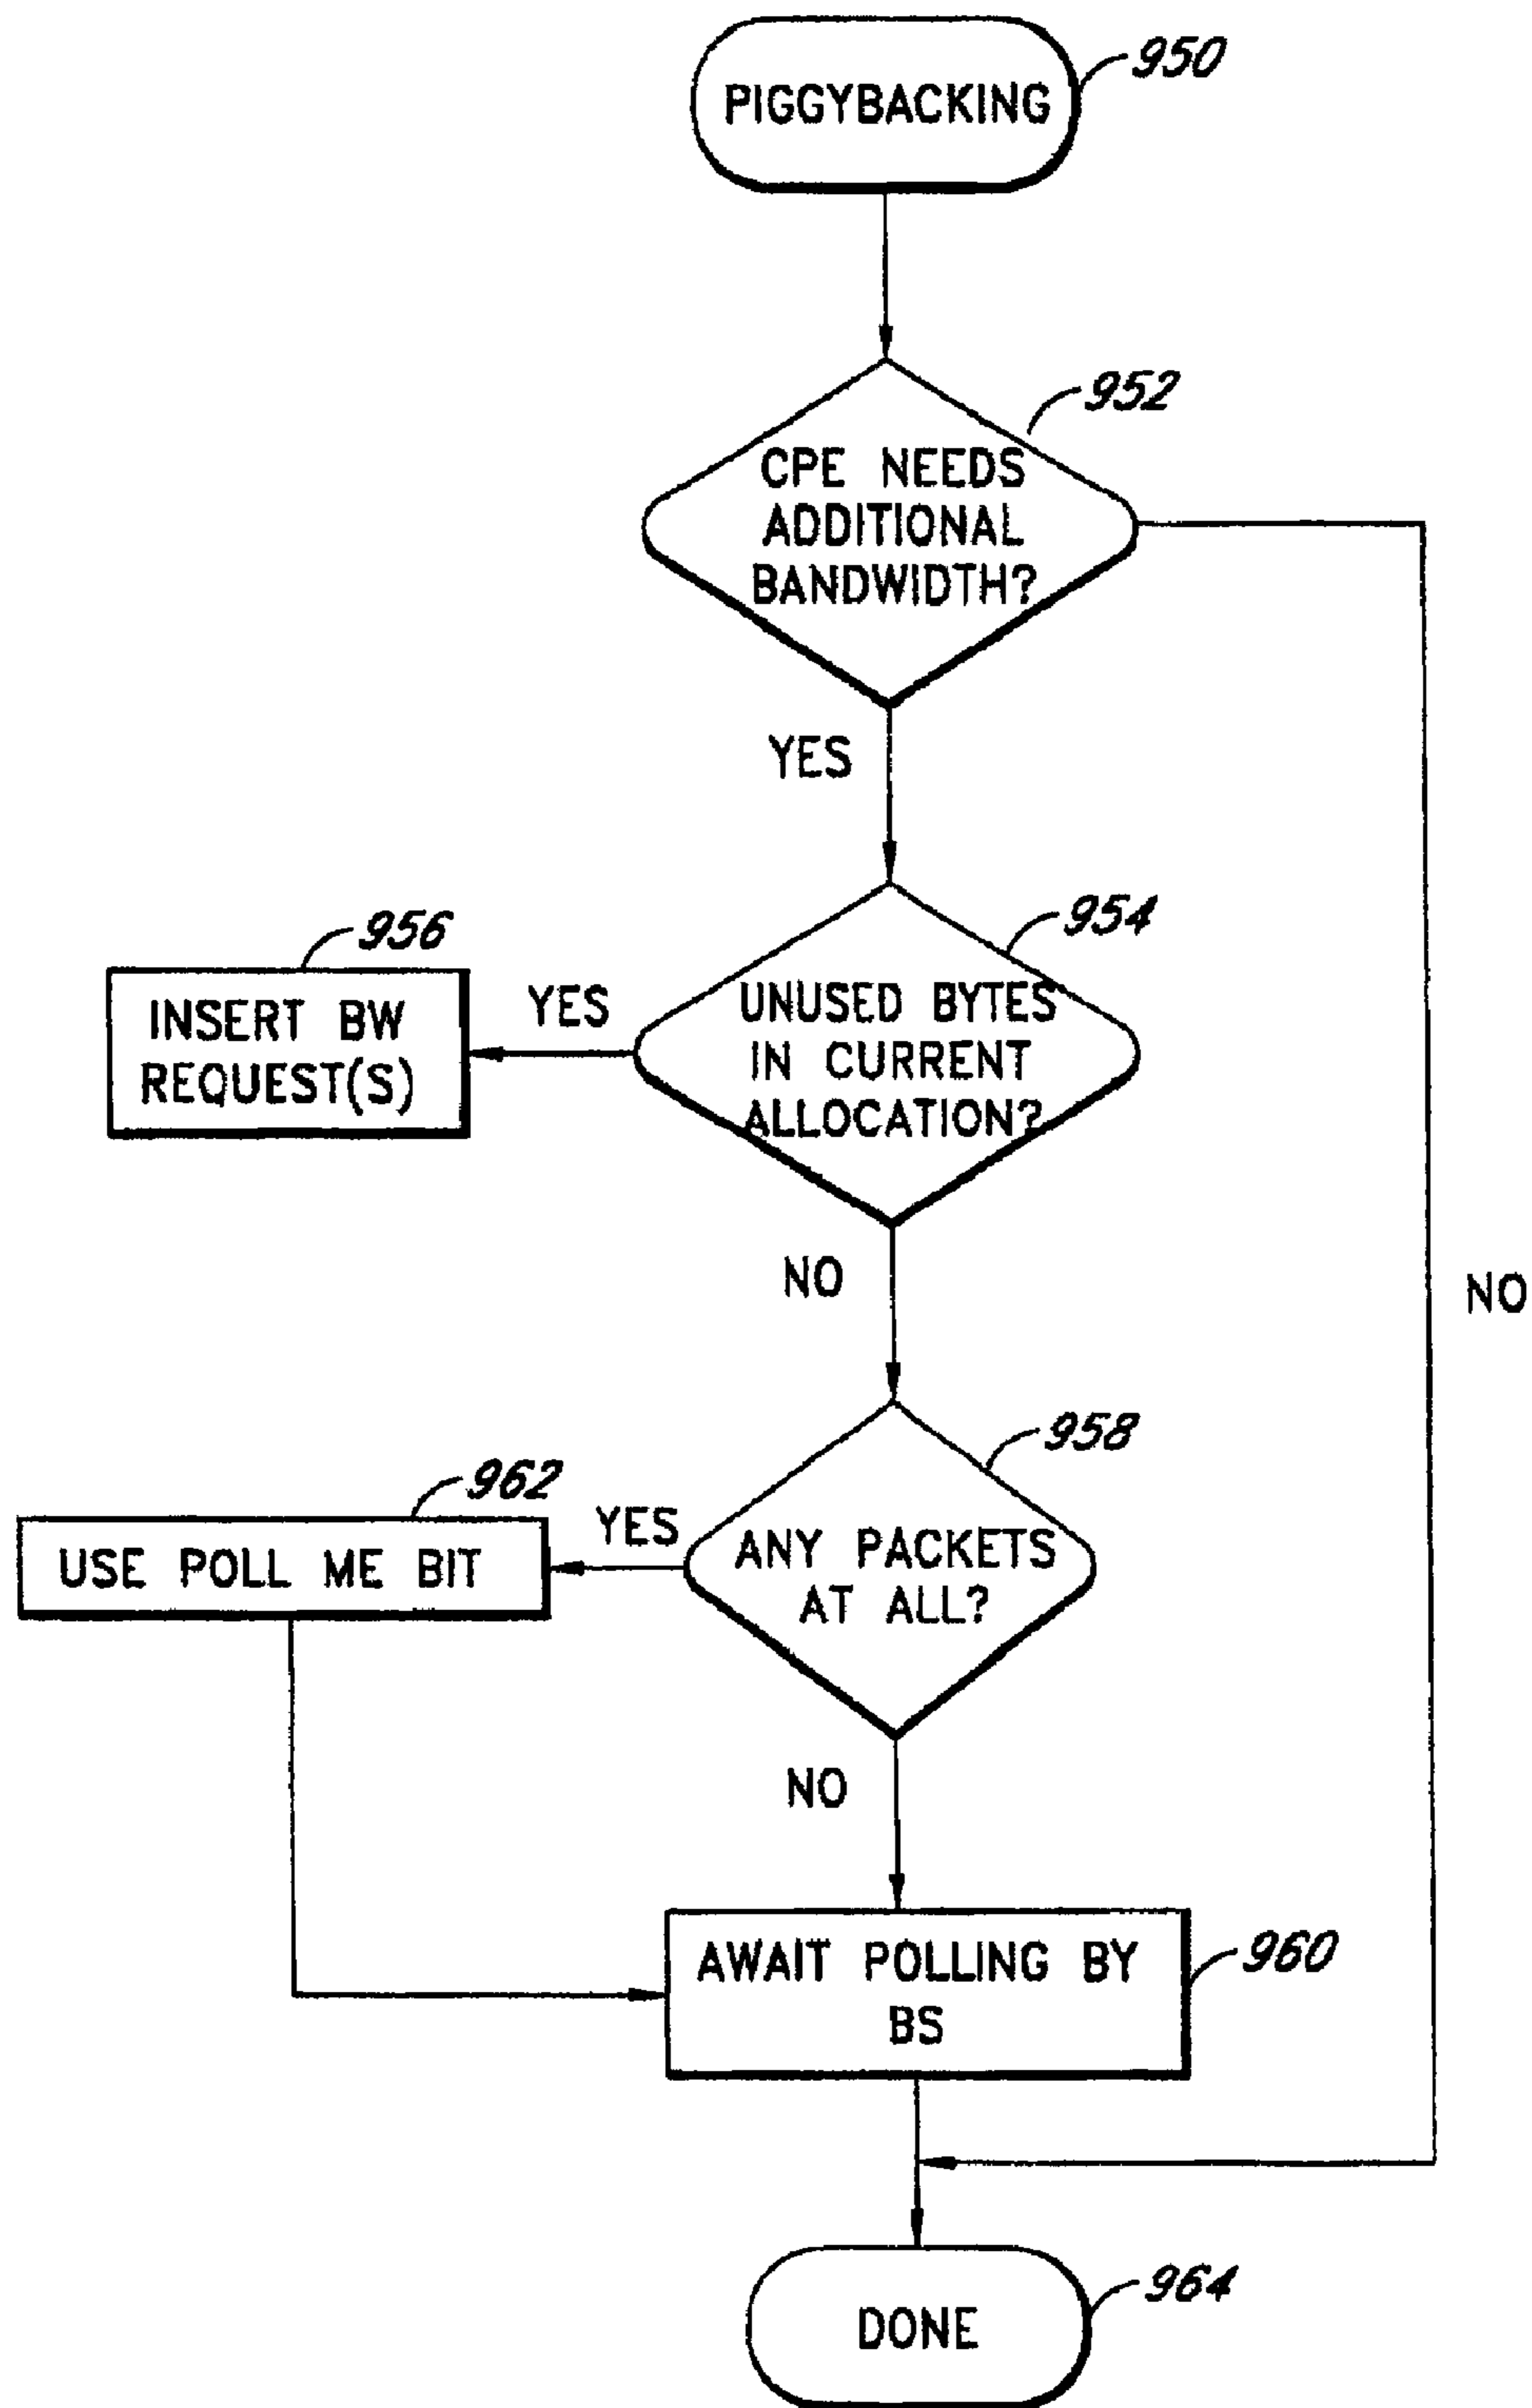 PIGGYBACKING
950
952
CPE NEEDS
ADDITIONAL
BANDWIDTH?
YES
954
956
UNUSED BYTES
IN CURRENT
ALLOCATION?
YES
INSERT BW
REQUEST(S)
NO
NO
958
962
YES
ANY PACKETS
AT ALL?
USE POLL ME BIT
NO
AWAIT POLLING BY
BS
960
964
DONE